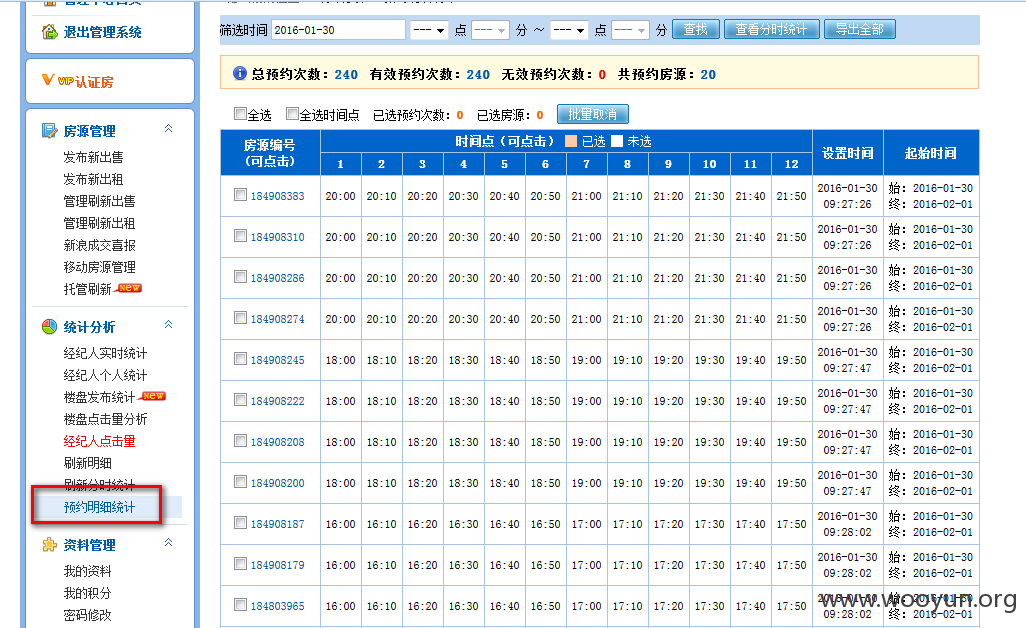 退出管理系统
VIP认证房
房源管理
发布新出售
发布新出租
管理刷新出售
管理刷新出租
新浪成交喜报
移动房源管理
托管刷新 NEW
统计分析
经纪人实时统计
经纪人个人统计
楼盘发布统计 NEW
楼盘点击量分析
经纪人点击量
刷新明细
刷新分时统计
预约明细统计
资料管理
我的资料
我的积分
密码修改
筛选时间 2016-01-30 --- 点 --- 分 ~ --- 点 --- 分 查找 查看分时统计 导出全部
总预约次数：240 有效预约次数：240 无效预约次数：0 共预约房源：20
全选 全选时间点 已选预约次数：0 已选房源：0 批量取消
房源编号（可点击） 时间点（可点击） 已选 未选 设置时间 起始时间
1 2 3 4 5 6 7 8 9 10 11 12
184908383 20:00 20:10 20:20 20:30 20:40 20:50 21:00 21:10 21:20 21:30 21:40 21:50 2016-01-30 09:27:26 始：2016-01-30 终：2016-02-01
184908310 20:00 20:10 20:20 20:30 20:40 20:50 21:00 21:10 21:20 21:30 21:40 21:50 2016-01-30 09:27:26 始：2016-01-30 终：2016-02-01
184908286 20:00 20:10 20:20 20:30 20:40 20:50 21:00 21:10 21:20 21:30 21:40 21:50 2016-01-30 09:27:26 始：2016-01-30 终：2016-02-01
184908274 20:00 20:10 20:20 20:30 20:40 20:50 21:00 21:10 21:20 21:30 21:40 21:50 2016-01-30 09:27:26 始：2016-01-30 终：2016-02-01
184908245 18:00 18:10 18:20 18:30 18:40 18:50 19:00 19:10 19:20 19:30 19:40 19:50 2016-01-30 09:27:47 始：2016-01-30 终：2016-02-01
184908222 18:00 18:10 18:20 18:30 18:40 18:50 19:00 19:10 19:20 19:30 19:40 19:50 2016-01-30 09:27:47 始：2016-01-30 终：2016-02-01
184908208 18:00 18:10 18:20 18:30 18:40 18:50 19:00 19:10 19:20 19:30 19:40 19:50 2016-01-30 09:27:47 始：2016-01-30 终：2016-02-01
184908200 18:00 18:10 18:20 18:30 18:40 18:50 19:00 19:10 19:20 19:30 19:40 19:50 2016-01-30 09:27:47 始：2016-01-30 终：2016-02-01
184908187 16:00 16:10 16:20 16:30 16:40 16:50 17:00 17:10 17:20 17:30 17:40 17:50 2016-01-30 09:28:02 始：2016-01-30 终：2016-02-01
184908179 16:00 16:10 16:20 16:30 16:40 16:50 17:00 17:10 17:20 17:30 17:40 17:50 2016-01-30 09:28:02 始：2016-01-30 终：2016-02-01
184803965 16:00 16:10 16:20 16:30 16:40 16:50 17:00 17:10 17:20 17:30 17:40 17:50 2016-01-30 09:28:02 始：2016-01-30 终：2016-02-01
www.wooyun.org